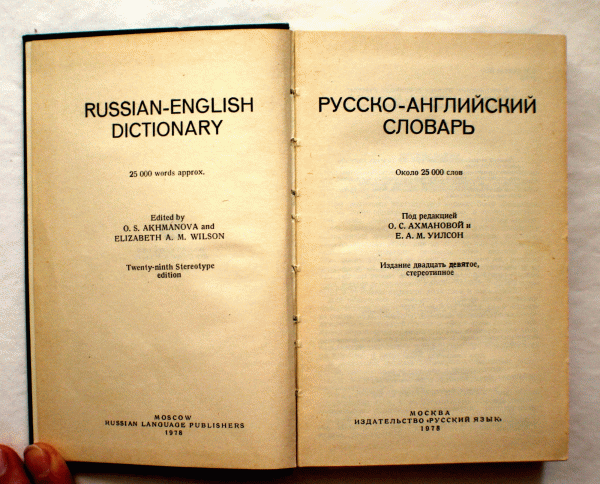 RUSSIAN-ENGLISH
DICTIONARY
25 000 words approx.
Edited by
O. S. AKHMANOVA and
ELIZABETH A. M. WILSON
Twenty-ninth Stereotype
edition
MOSCOW
RUSSIAN LANGUAGE PUBLISHERS
1978
РУССКО-АНГЛИЙСКИЙ
СЛОВАРЬ
Около 25 000 слов
Под редакцией
О. С. АХМАНОВОЙ и
Е. А. М. УИЛСОН
Издание двадцать девятое,
стереотипное
МОСКВА
ИЗДАТЕЛЬСТВО «РУССКИЙ ЯЗЫК»
1978